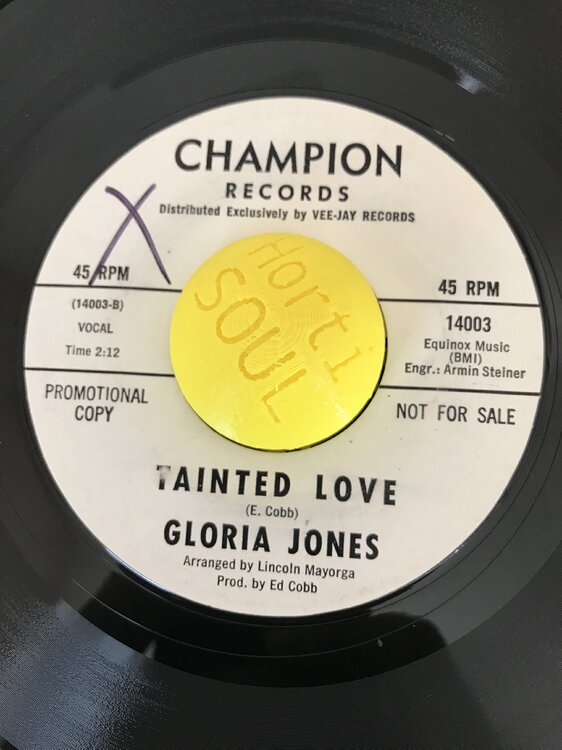 CHAMPION
RECORDS
Distributed Exclusively by VEE-JAY RECORDS
X
45 RPM
(14003-B)
VOCAL
Time 2:12
PROMOTIONAL
COPY
Horti
SOUL
45 RPM
14003
Equinox Music
(BMI)
Engr.: Armin Steiner
NOT FOR SALE
TAINTED LOVE
(E. Cobb)
GLORIA JONES
Arranged by Lincoln Mayorga
Prod. by Ed Cobb